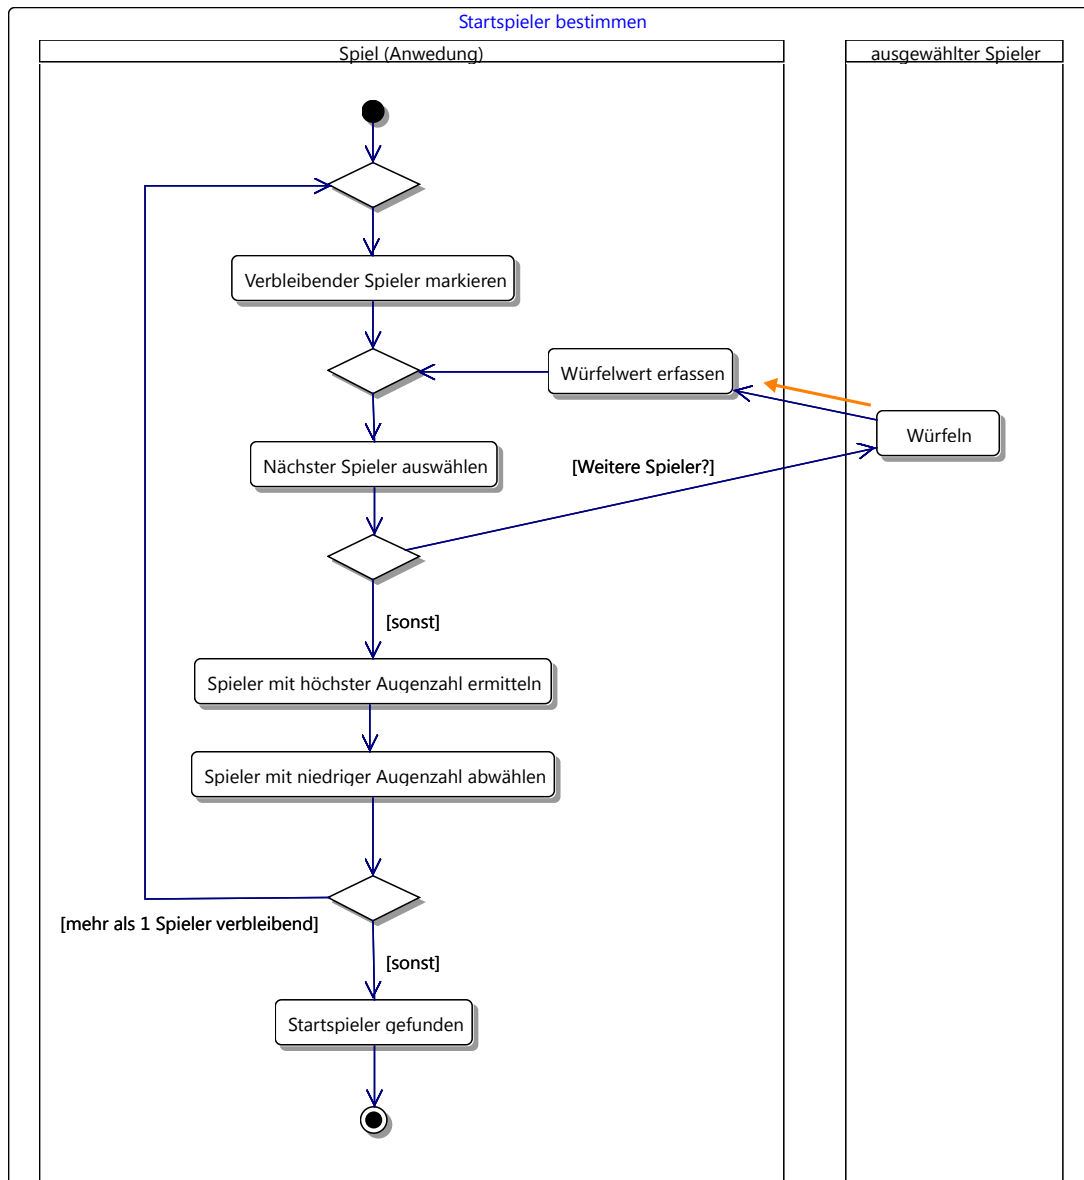 Startspieler bestimmen
Spiel (Anwedung)
ausgewählter Spieler
Verbleibender Spieler markieren
Würfelwert erfassen
Würfeln
Nächster Spieler auswählen
[Weitere Spieler?]
[sonst]
Spieler mit höchster Augenzahl ermitteln
Spieler mit niedriger Augenzahl abwählen
[mehr als 1 Spieler verbleibend]
[sonst]
Startspieler gefunden